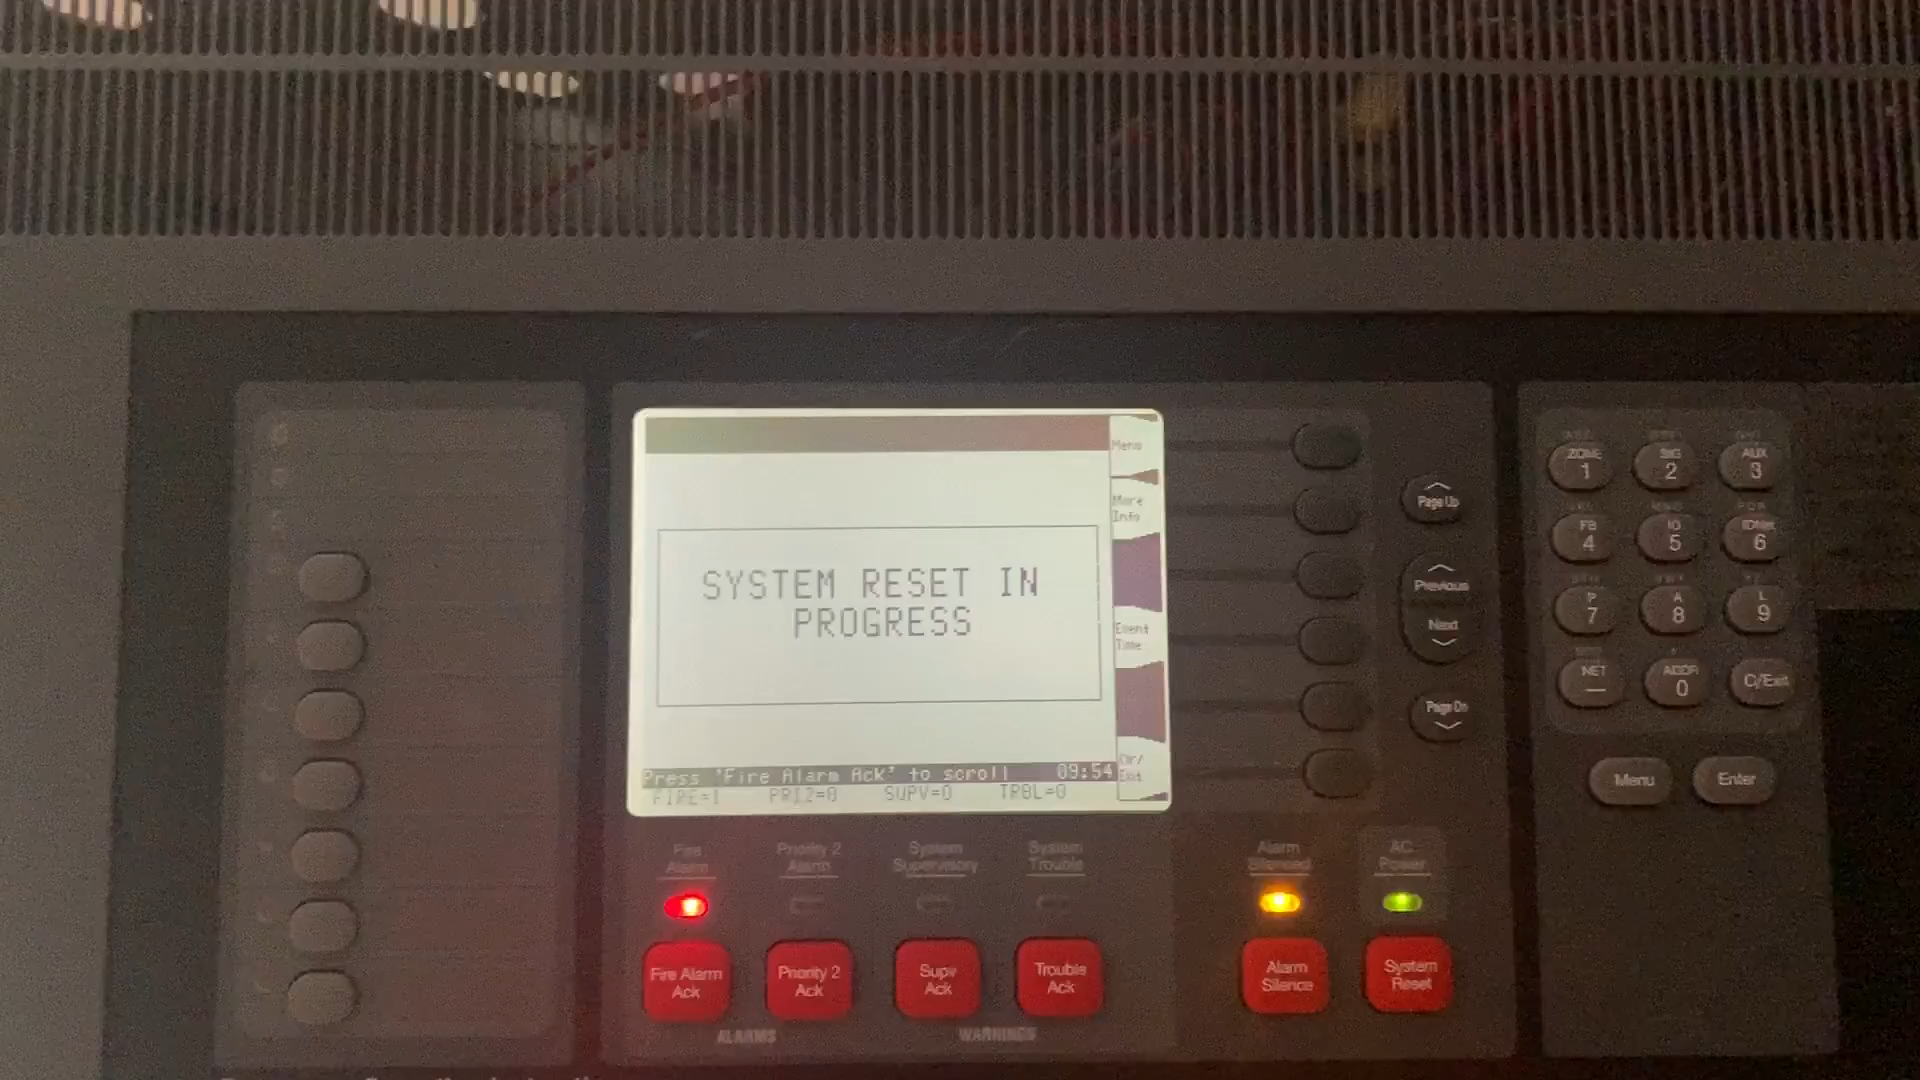 Menu
More
Info
SYSTEM RESET IN
PROGRESS
Event
Time
Press 'Fire Alarm Ack' to scroll 09:54
FIRE=1 PRI2=0 SUPV=0 TRBL=0
Page Up
Previous
Next
Page Dn
ZONE
1
SIG
2
AUX
3
FB
4
IO
5
IDNet
6
P
7
A
8
L
9
NET
—
ADDR
0
C/Exit
Menu
Enter
Fire
Alarm
Priority 2
Alarm
System
Supervisory
System
Trouble
Alarm
Silenced
AC
Power
Fire Alarm
Ack
Priority 2
Ack
Supv
Ack
Trouble
Ack
Alarm
Silence
System
Reset
ALARMS
WARNINGS